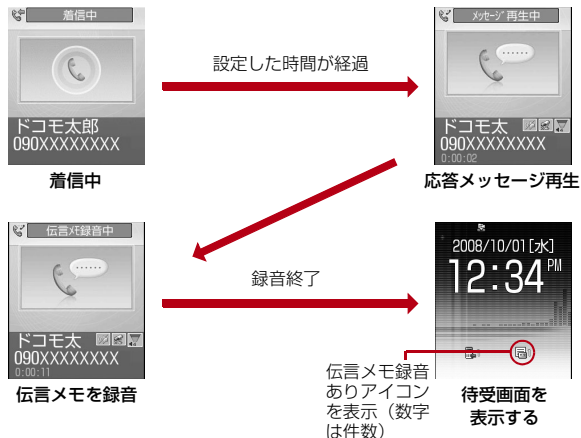 着信中
ドコモ太郎
090XXXXXXXX
着信中
設定した時間が経過
メッセージ再生中
ドコモ太
090XXXXXXXX
0:00:02
応答メッセージ再生
伝言メモ録音中
ドコモ太
090XXXXXXXX
0:00:11
伝言メモを録音
録音終了
2008/10/01[水]
12:34PM
伝言メモ録音
ありアイコン
を表示（数字
は件数）
待受画面を
表示する